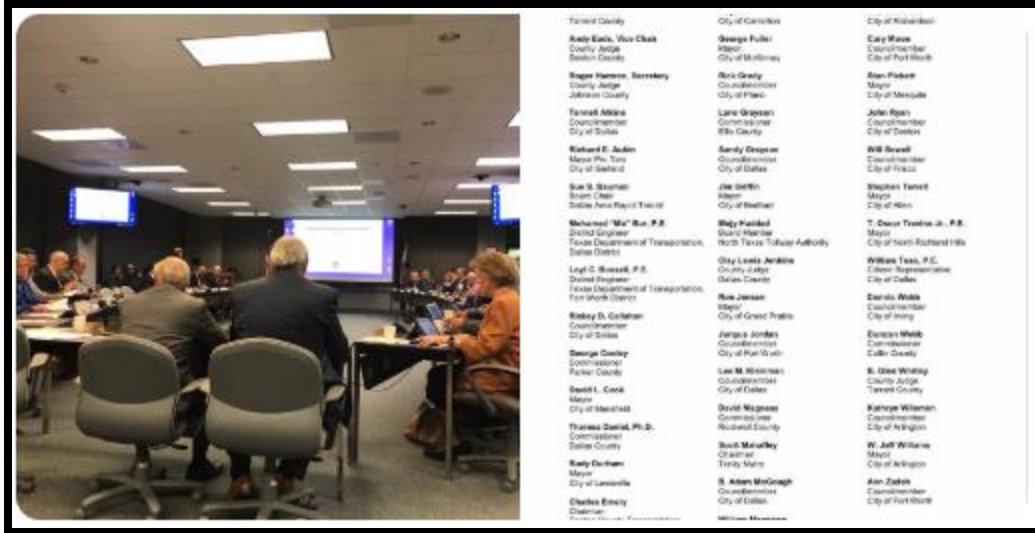 Tarrant County
Andy Eads, Vice Chair
County Judge
Denton County
Roger Harmon, Secretary
County Judge
Johnson County
Tennell Atkins
Councilmember
City of Dallas
Richard E. Aubin
Mayor Pro Tem
City of Garland
Sue S. Bauman
Board Chair
Dallas Area Rapid Transit
Mohamed "Mo" Bur, P.E.
District Engineer
Texas Department of Transportation,
Dallas District
Loyl C. Bussell, P.E.
District Engineer
Texas Department of Transportation,
Fort Worth District
Rickey D. Callahan
Councilmember
City of Dallas
George Conley
Commissioner
Parker County
David L. Cook
Mayor
City of Mansfield
Theresa Daniel, Ph.D.
Commissioner
Dallas County
Rudy Durham
Mayor
City of Lewisville
Charles Emery
Chairman
City of Carrollton
George Fuller
Mayor
City of McKinney
Rick Grady
Councilmember
City of Plano
Lane Grayson
Commissioner
Ellis County
Sandy Greyson
Councilmember
City of Dallas
Jim Griffin
Mayor
City of Bedford
Mojy Haddad
Board Member
North Texas Tollway Authority
Clay Lewis Jenkins
County Judge
Dallas County
Ron Jensen
Mayor
City of Grand Prairie
Jungus Jordan
Councilmember
City of Fort Worth
Lee M. Kleinman
Councilmember
City of Dallas
David Magness
Commissioner
Rockwall County
Scott Mahaffey
Chairman
Trinity Metro
B. Adam McGough
Councilmember
City of Dallas
City of Richardson
Cary Moon
Councilmember
City of Fort Worth
Stan Pickett
Mayor
City of Mesquite
John Ryan
Councilmember
City of Denton
Will Sowell
Councilmember
City of Frisco
Stephen Terrell
Mayor
City of Allen
T. Oscar Trevino Jr., P.E.
Mayor
City of North Richland Hills
William Tsao, P.E.
Citizen Representative
City of Dallas
Dennis Webb
Councilmember
City of Irving
Duncan Webb
Commissioner
Collin County
B. Glen Whitley
County Judge
Tarrant County
Kathryn Wilemon
Councilmember
City of Arlington
W. Jeff Williams
Mayor
City of Arlington
Ann Zadeh
Councilmember
City of Fort Worth